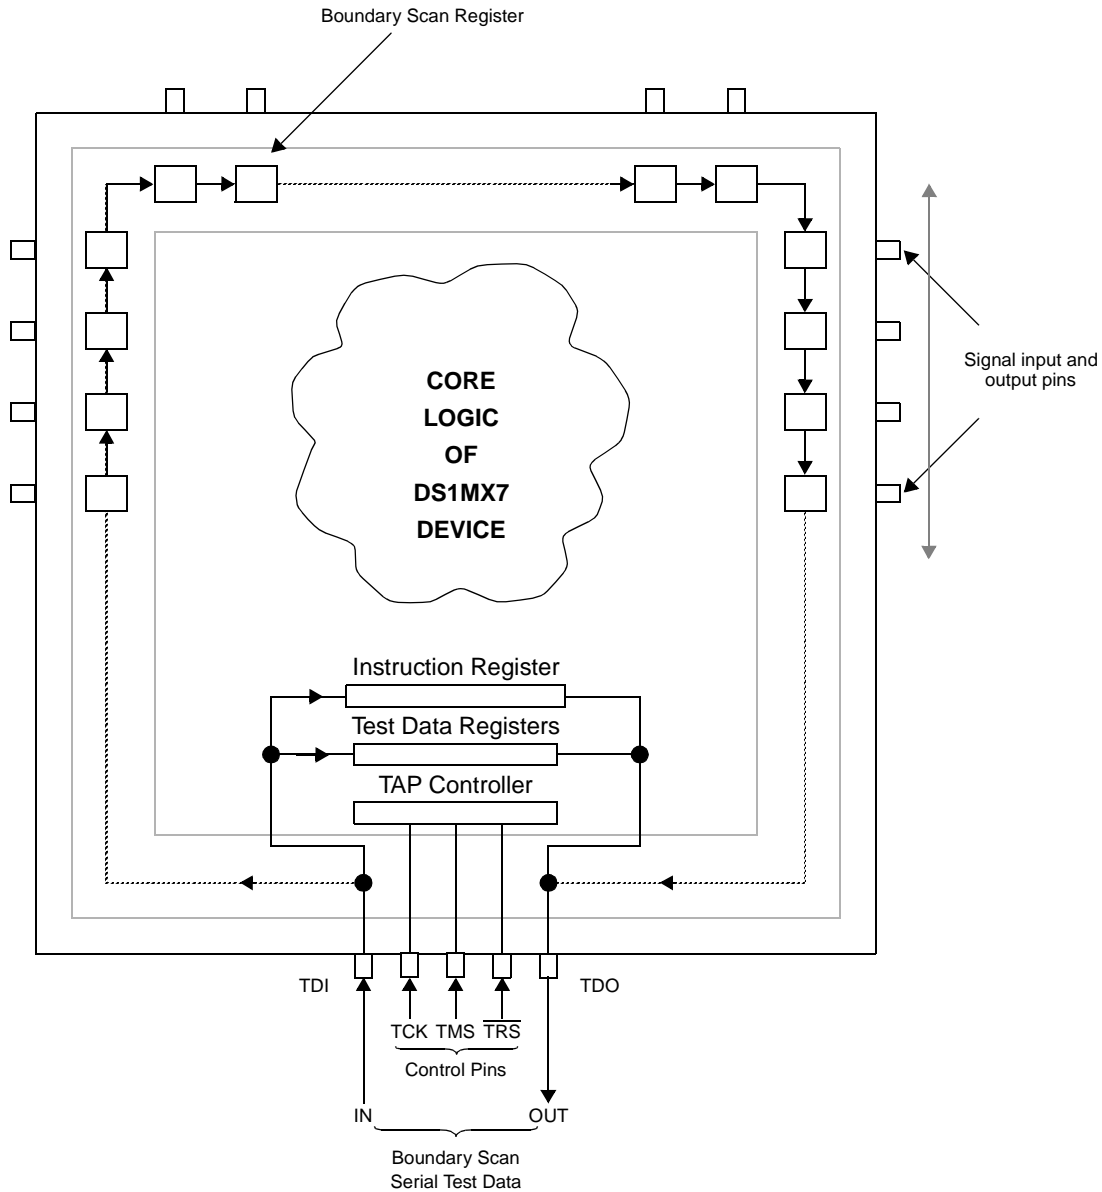 Boundary Scan Register
Signal input and
output pins
CORE
LOGIC
OF
DS1MX7
DEVICE
Instruction Register
Test Data Registers
TAP Controller
TDI
TDO
TCK TMS TRS
Control Pins
IN
OUT
Boundary Scan
Serial Test Data